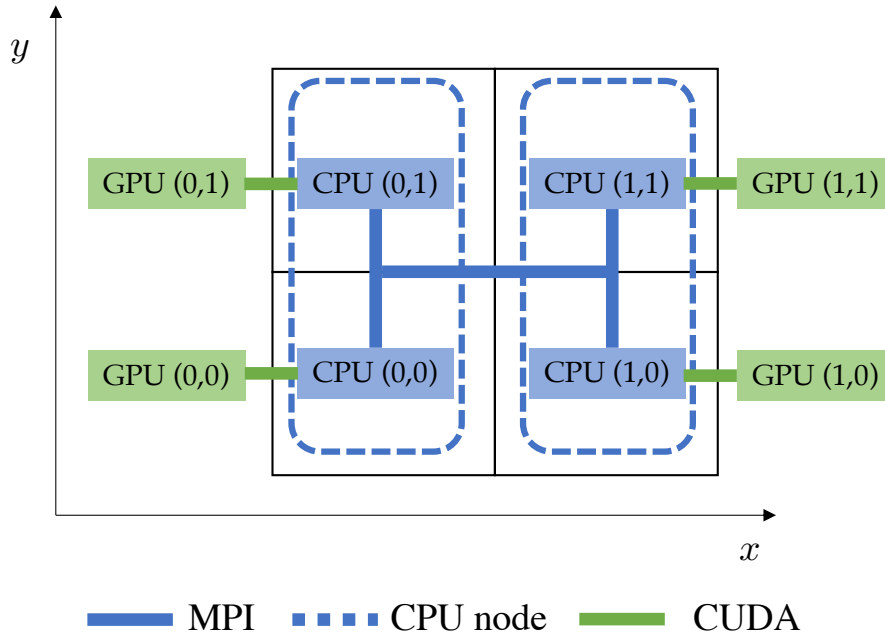 y
GPU (0,1) CPU (0,1) CPU (1,1) GPU (1,1)
GPU (0,0) CPU (0,0) CPU (1,0) GPU (1,0)
x
MPI CPU node CUDA